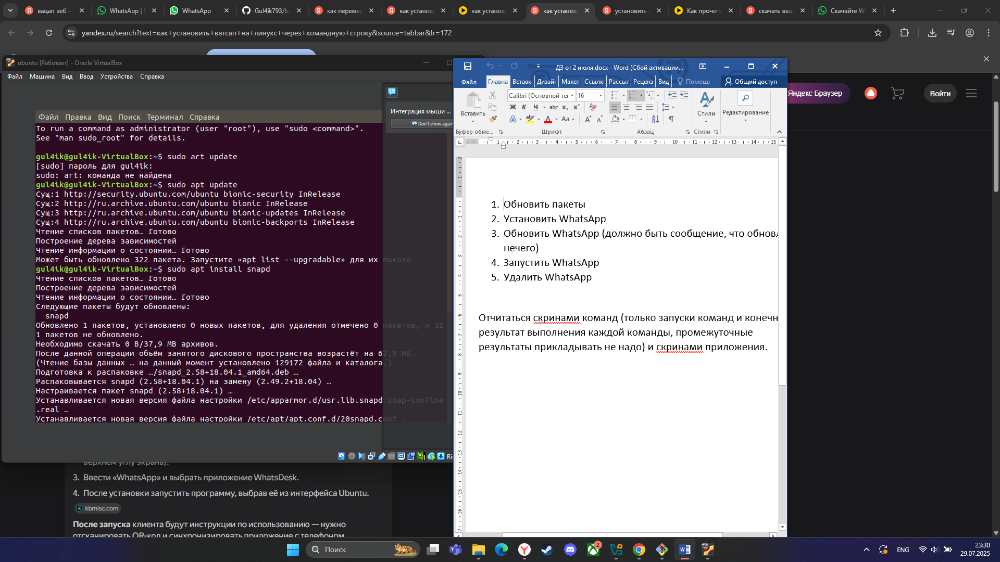 вацап веб —
WhatsApp | Б
WhatsApp
Gul4ik793/b
как перемес
как установ
как установ
как установ
установить
Как прочита
скачать вац
Скачайте W
yandex.ru/search?text=как+установить+ватсап+на+линукс+через+командную+строку&source=tabbar&lr=172
ubuntu [Работает] - Oracle VirtualBox
Файл Машина Вид Ввод Устройства Справка
Интеграция мыши ...
Don't show again
Файл Правка Вид Поиск Терминал Справка
To run a command as administrator (user "root"), use "sudo <command>".
See "man sudo_root" for details.
gul4ik@gul4ik-VirtualBox:~$ sudo art update
[sudo] пароль для gul4ik:
sudo: art: команда не найдена
gul4ik@gul4ik-VirtualBox:~$ sudo apt update
Сущ:1 http://security.ubuntu.com/ubuntu bionic-security InRelease
Сущ:2 http://ru.archive.ubuntu.com/ubuntu bionic InRelease
Сущ:3 http://ru.archive.ubuntu.com/ubuntu bionic-updates InRelease
Сущ:4 http://ru.archive.ubuntu.com/ubuntu bionic-backports InRelease
Чтение списков пакетов… Готово
Построение дерева зависимостей
Чтение информации о состоянии… Готово
Может быть обновлено 322 пакета. Запустите «apt list --upgradable» для их показа.
gul4ik@gul4ik-VirtualBox:~$ sudo apt install snapd
Чтение списков пакетов… Готово
Построение дерева зависимостей
Чтение информации о состоянии… Готово
Следующие пакеты будут обновлены:
snapd
Обновлено 1 пакетов, установлено 0 новых пакетов, для удаления отмечено 0 пакетов, и 32
1 пакетов не обновлено.
Необходимо скачать 0 B/37,9 MB архивов.
После данной операции объём занятого дискового пространства возрастёт на 62,0 MB.
(Чтение базы данных … на данный момент установлено 129172 файла и каталога.)
Подготовка к распаковке …/snapd_2.58+18.04.1_amd64.deb …
Распаковывается snapd (2.58+18.04.1) на замену (2.49.2+18.04) …
Настраивается пакет snapd (2.58+18.04.1) …
Устанавливается новая версия файла настройки /etc/apparmor.d/usr.lib.snapd.snap-confine
.real …
Устанавливается новая версия файла настройки /etc/apt/apt.conf.d/20snapd.conf …
Ri
ДЗ от 2 июля.docx - Word (Сбой активации...
Файл Главна Вставка Дизайн Макет Ссылк Рассыл Реценз Вид Помощь Общий доступ
Calibri (Основной тек 16
Вставить
Ж К Ч abc x₂ x²
Стили
Редактирование
Aa
Буфер обме... Шрифт Абзац Стили
1. Обновить пакеты
2. Установить WhatsApp
3. Обновить WhatsApp (должно быть сообщение, что обновл
нечего)
4. Запустить WhatsApp
5. Удалить WhatsApp
Отчитаться скринами команд (только запуски команд и конечн
результат выполнения каждой команды, промежуточные
результаты прикладывать не надо) и скринами приложения.
Яндекс Браузер
Войти
верхнем углу экрана).
3. Ввести «WhatsApp» и выбрать приложение WhatsDesk.
4. После установки запустить программу, выбрав её из интерфейса Ubuntu.
kbmisc.com
После запуска клиента будут инструкции по использованию — нужно
отсканировать QR-код и синхронизировать приложение с телефоном
Поиск
2
ENG
23:30
29.07.2025